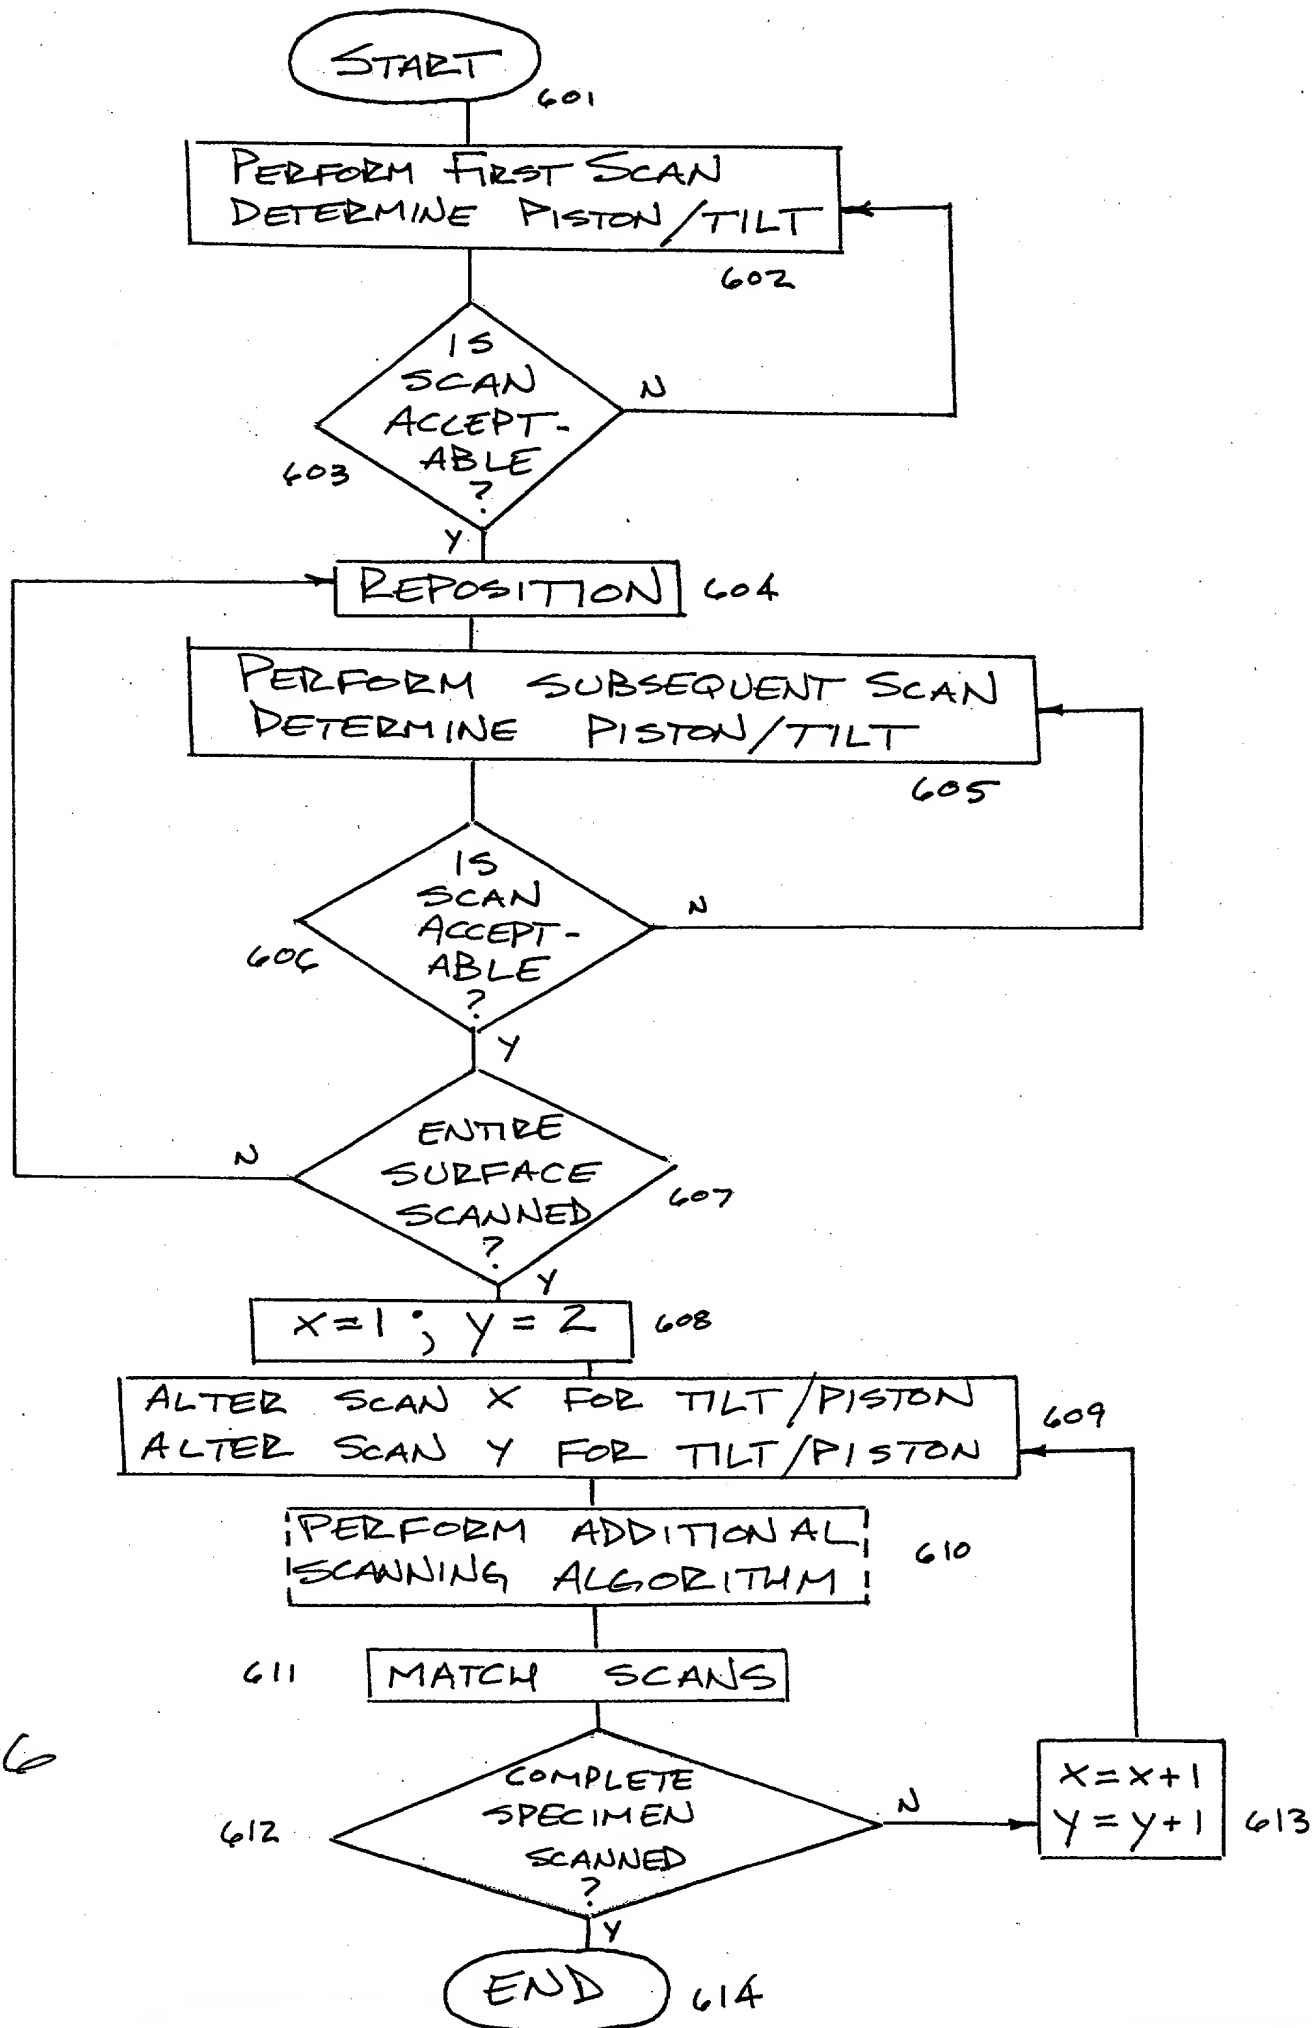 START
601
PERFORM FIRST SCAN
DETERMINE PISTON/TILT
602
IS
SCAN
ACCEPT-
ABLE
?
N
603
Y
REPOSITION
604
PERFORM SUBSEQUENT SCAN
DETERMINE PISTON/TILT
605
IS
SCAN
ACCEPT-
ABLE
?
N
606
Y
ENTIRE
SURFACE
SCANNED
?
N
607
Y
X=1; Y=2
608
ALTER SCAN X FOR TILT/PISTON
ALTER SCAN Y FOR TILT/PISTON
609
PERFORM ADDITIONAL
SCANNING ALGORITHM
610
611
MATCH SCANS
6
COMPLETE
SPECIMEN
SCANNED
?
612
N
X=X+1
Y=Y+1
613
Y
END
614